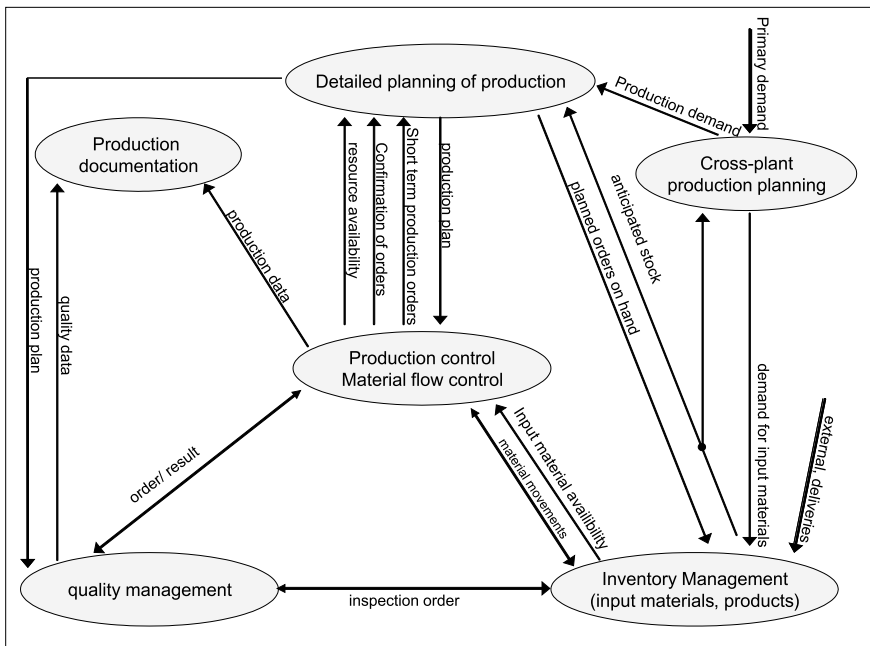 Primary demand
Detailed planning of production
Production demand
Production
documentation
Cross-plant
production planning
resource availability
Confirmation of orders
Short term production orders
production plan
planned orders on hand
anticipated stock
production data
production plan
quality data
Production control
Material flow control
demand for input materials
external, deliveries
order/ result
material movements
Input material availibility
quality management
inspection order
Inventory Management
(input materials, products)